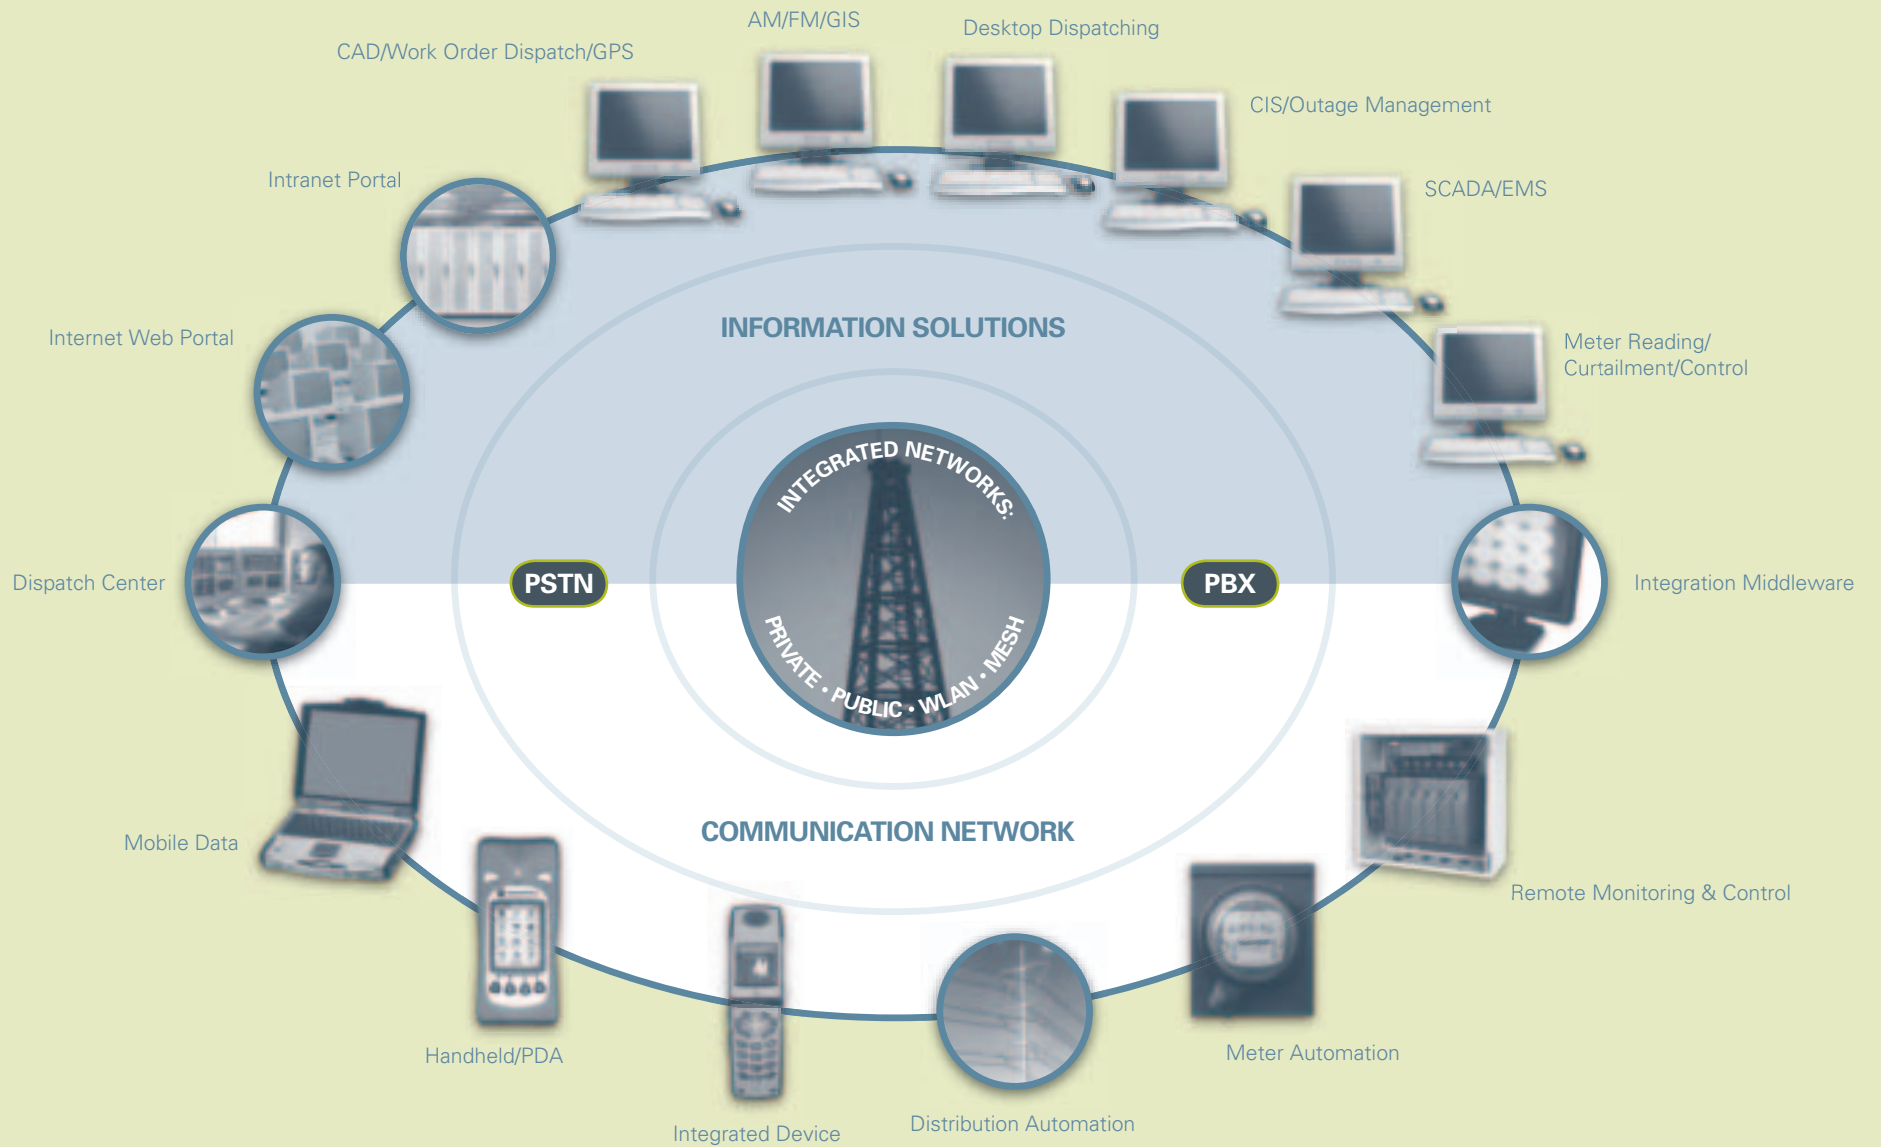 AM/FM/GIS
Desktop Dispatching
CAD/Work Order Dispatch/GPS
CIS/Outage Management
Intranet Portal
SCADA/EMS
INFORMATION SOLUTIONS
Internet Web Portal
Meter Reading/
Curtailment/Control
INTEGRATED NETWORKS:
Dispatch Center
PSTN
PBX
Integration Middleware
PRIVATE • PUBLIC • WLAN • MESH
COMMUNICATION NETWORK
Mobile Data
Remote Monitoring & Control
Handheld/PDA
Meter Automation
Distribution Automation
Integrated Device